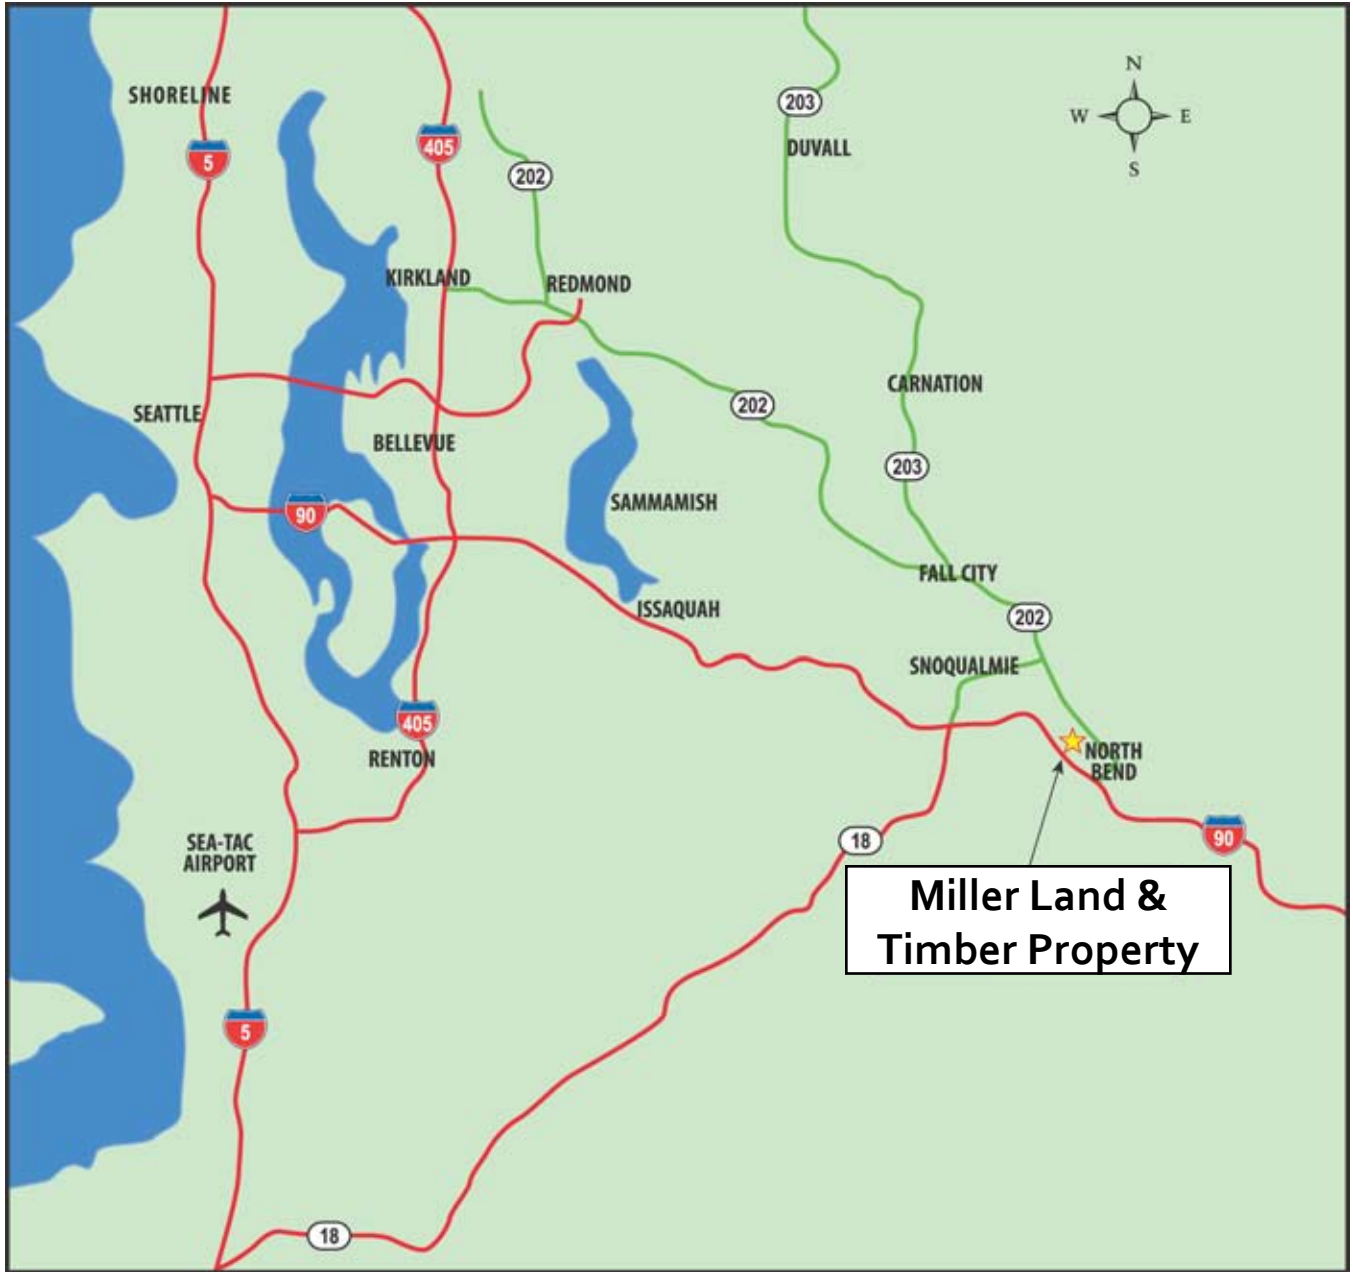 N
W
E
S
203
SHORELINE
5
405
DUVALL
202
KIRKLAND
REDMOND
CARNATION
202
SEATTLE
BELLEVUE
203
SAMMAMISH
90
FALL CITY
ISSAQUAH
202
SNOQUALMIE
405
RENTON
NORTH
BEND
90
18
SEA-TAC
AIRPORT
Miller Land &
Timber Property
5
18